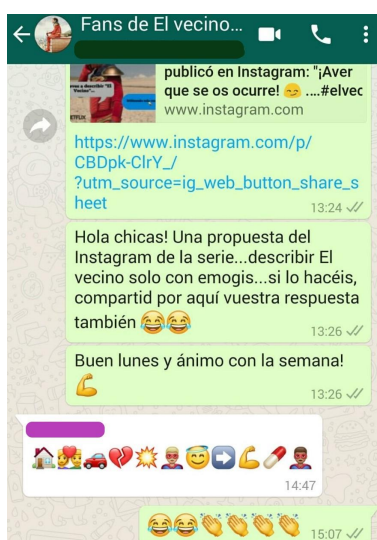 Fans de El vecino...
publicó en Instagram: "¡Aver
que se os ocurre! 😏 ....#elvec
www.instagram.com
https://www.instagram.com/p/
CBDpk-ClrY_/
?utm_source=ig_web_button_share_s
heet
13:24
Hola chicas! Una propuesta del
Instagram de la serie...describir El
vecino solo con emogis...si lo hacéis,
compartid por aquí vuestra respuesta
también 😂😂
13:26
Buen lunes y ánimo con la semana!
💪
13:26
🏠💑🚗💔💥🦹😇➡️💪💊🦹🏾
14:47
😂😂👏👏👏👏 15:07